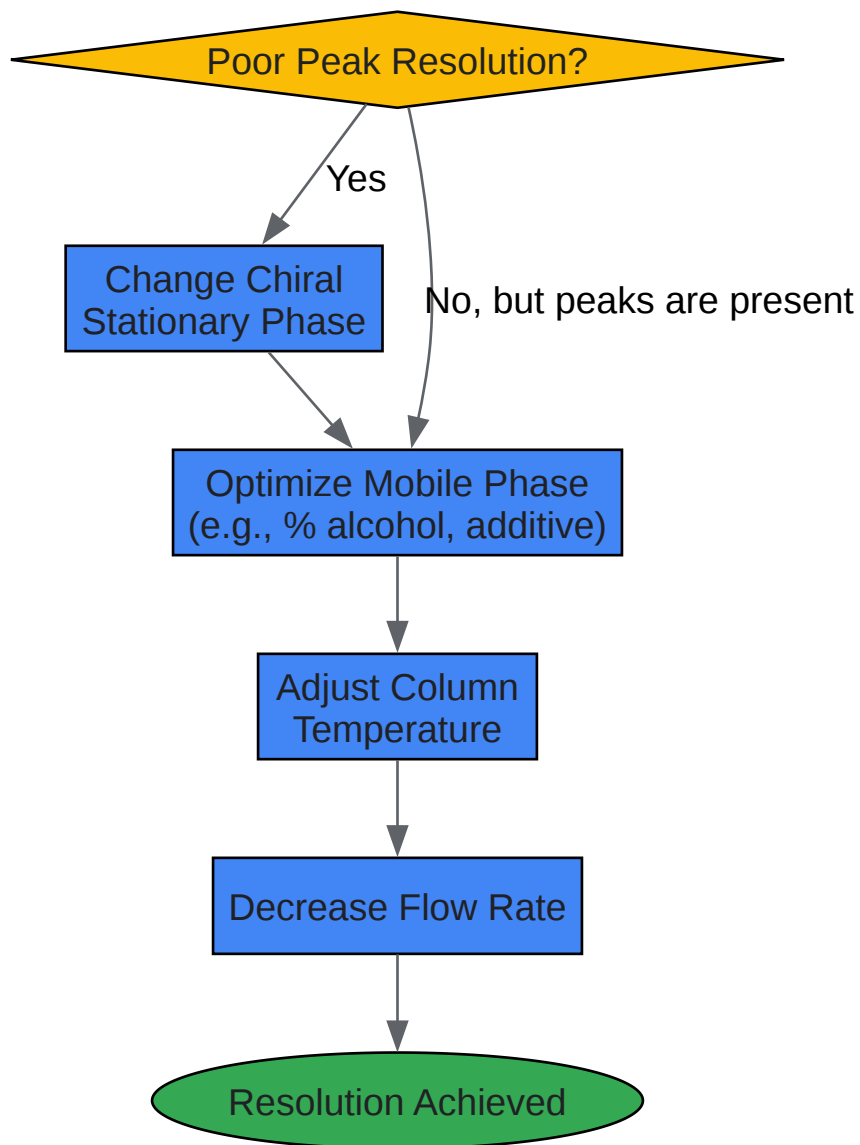 Poor Peak Resolution?
Yes
Change Chiral
Stationary Phase
No, but peaks are present
Optimize Mobile Phase
(e.g., % alcohol, additive)
Adjust Column
Temperature
Decrease Flow Rate
Resolution Achieved